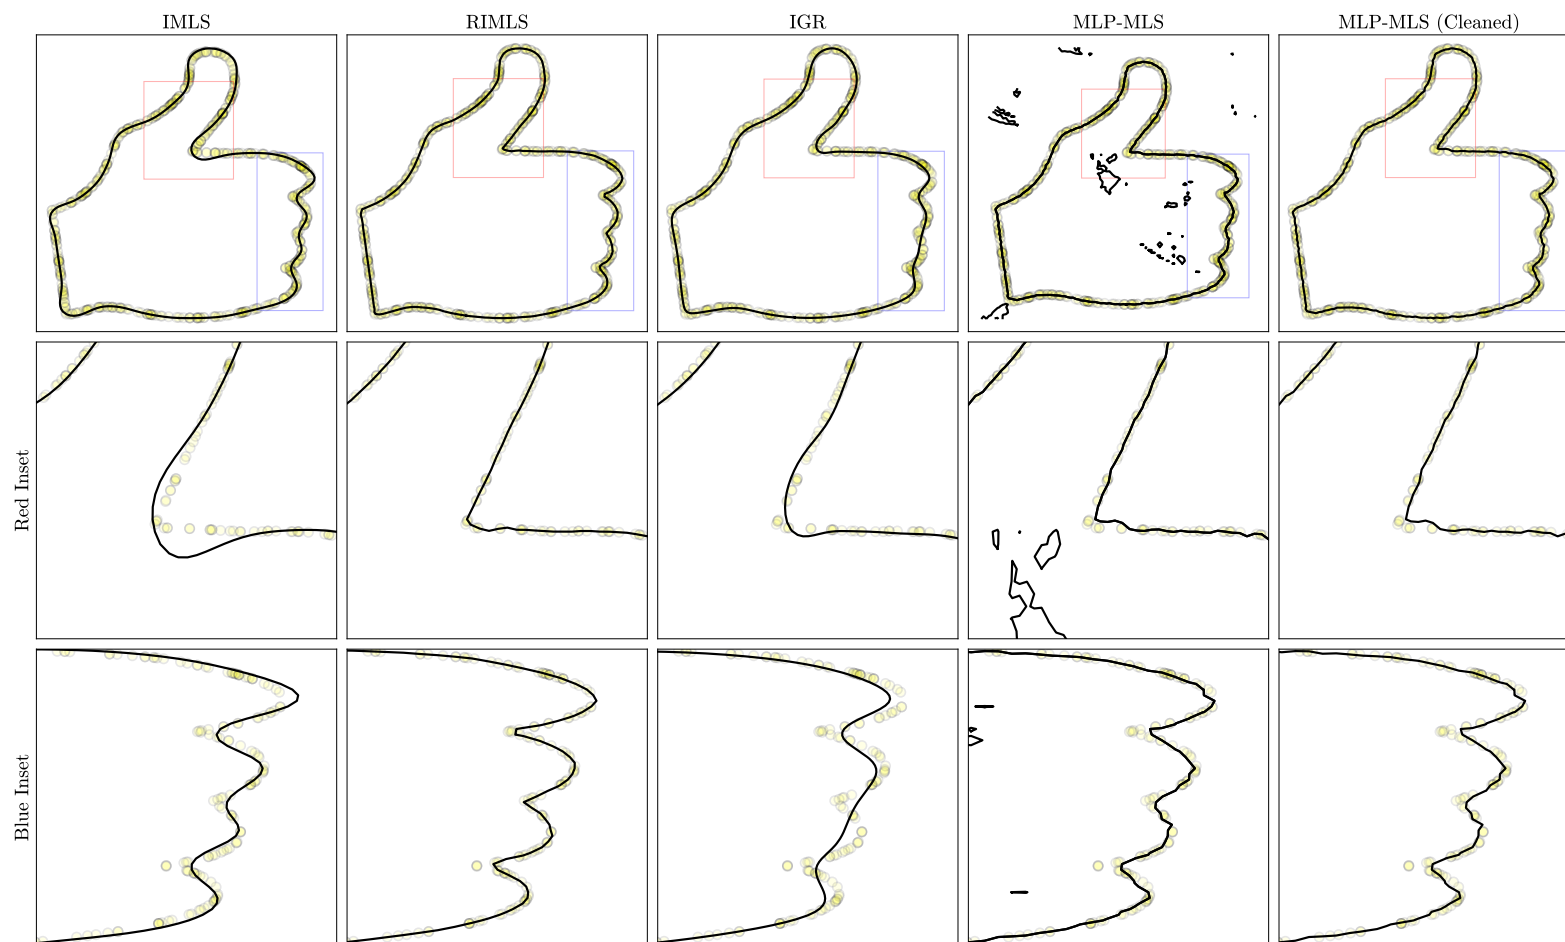 IMLS
RIMLS
IGR
MLP-MLS
MLP-MLS (Cleaned)
Red Inset
Blue Inset